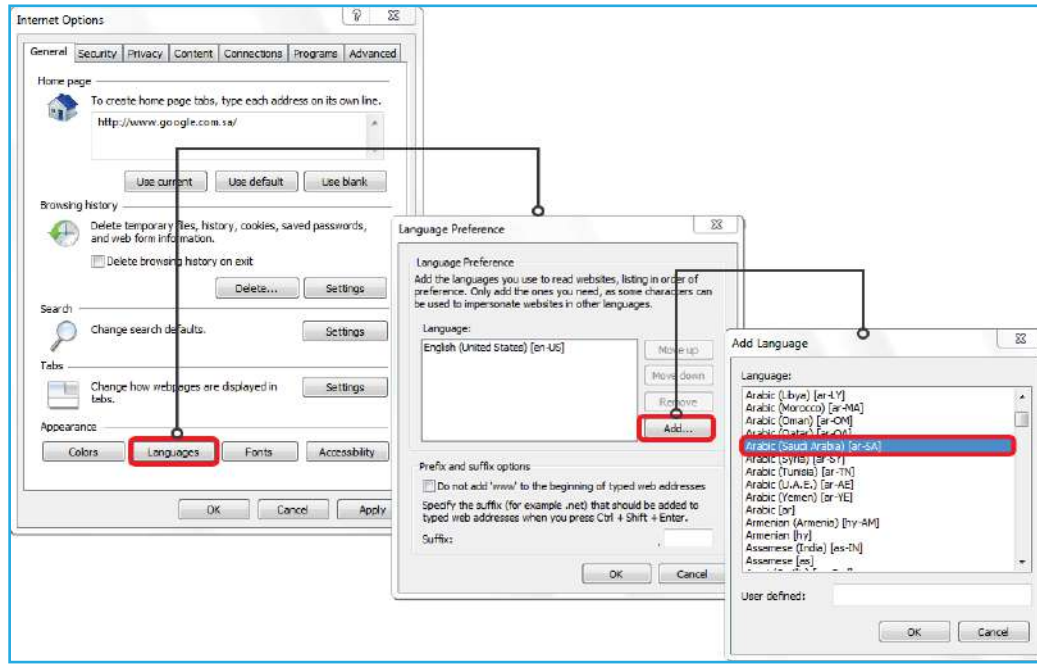 Internet Options
General Security Privacy Content Connections Programs Advanced
Home page
To create home page tabs, type each address on its own line.
http://www.google.com.sa/
Use current Use default Use blank
Browsing history
Delete temporary files, history, cookies, saved passwords,
and web form information.
Delete browsing history on exit
Delete... Settings
Search
Change search defaults.
Settings
Tabs
Change how webpages are displayed in
tabs.
Settings
Appearance
Colors Languages Fonts Accessibility
OK Cancel Apply
Language Preference
Language Preference
Add the languages you use to read websites, listing in order of
preference. Only add the ones you need, as some characters can
be used to impersonate websites in other languages.
Language:
English (United States) [en-US]
Move up
Move down
Remove
Add...
Prefix and suffix options
Do not add 'www' to the beginning of typed web addresses
Specify the suffix (for example .net) that should be added to
typed web addresses when you press Ctrl + Shift + Enter.
Suffix: .
OK Cancel
Add Language
Language:
Arabic (Libya) [ar-LY]
Arabic (Morocco) [ar-MA]
Arabic (Oman) [ar-OM]
Arabic (Qatar) [ar-QA]
Arabic (Saudi Arabia) [ar-SA]
Arabic (Syria) [ar-SY]
Arabic (Tunisia) [ar-TN]
Arabic (U.A.E.) [ar-AE]
Arabic (Yemen) [ar-YE]
Arabic [ar]
Armenian (Armenia) [hy-AM]
Armenian [hy]
Assamese (India) [as-IN]
Assamese [as]
User defined:
OK Cancel